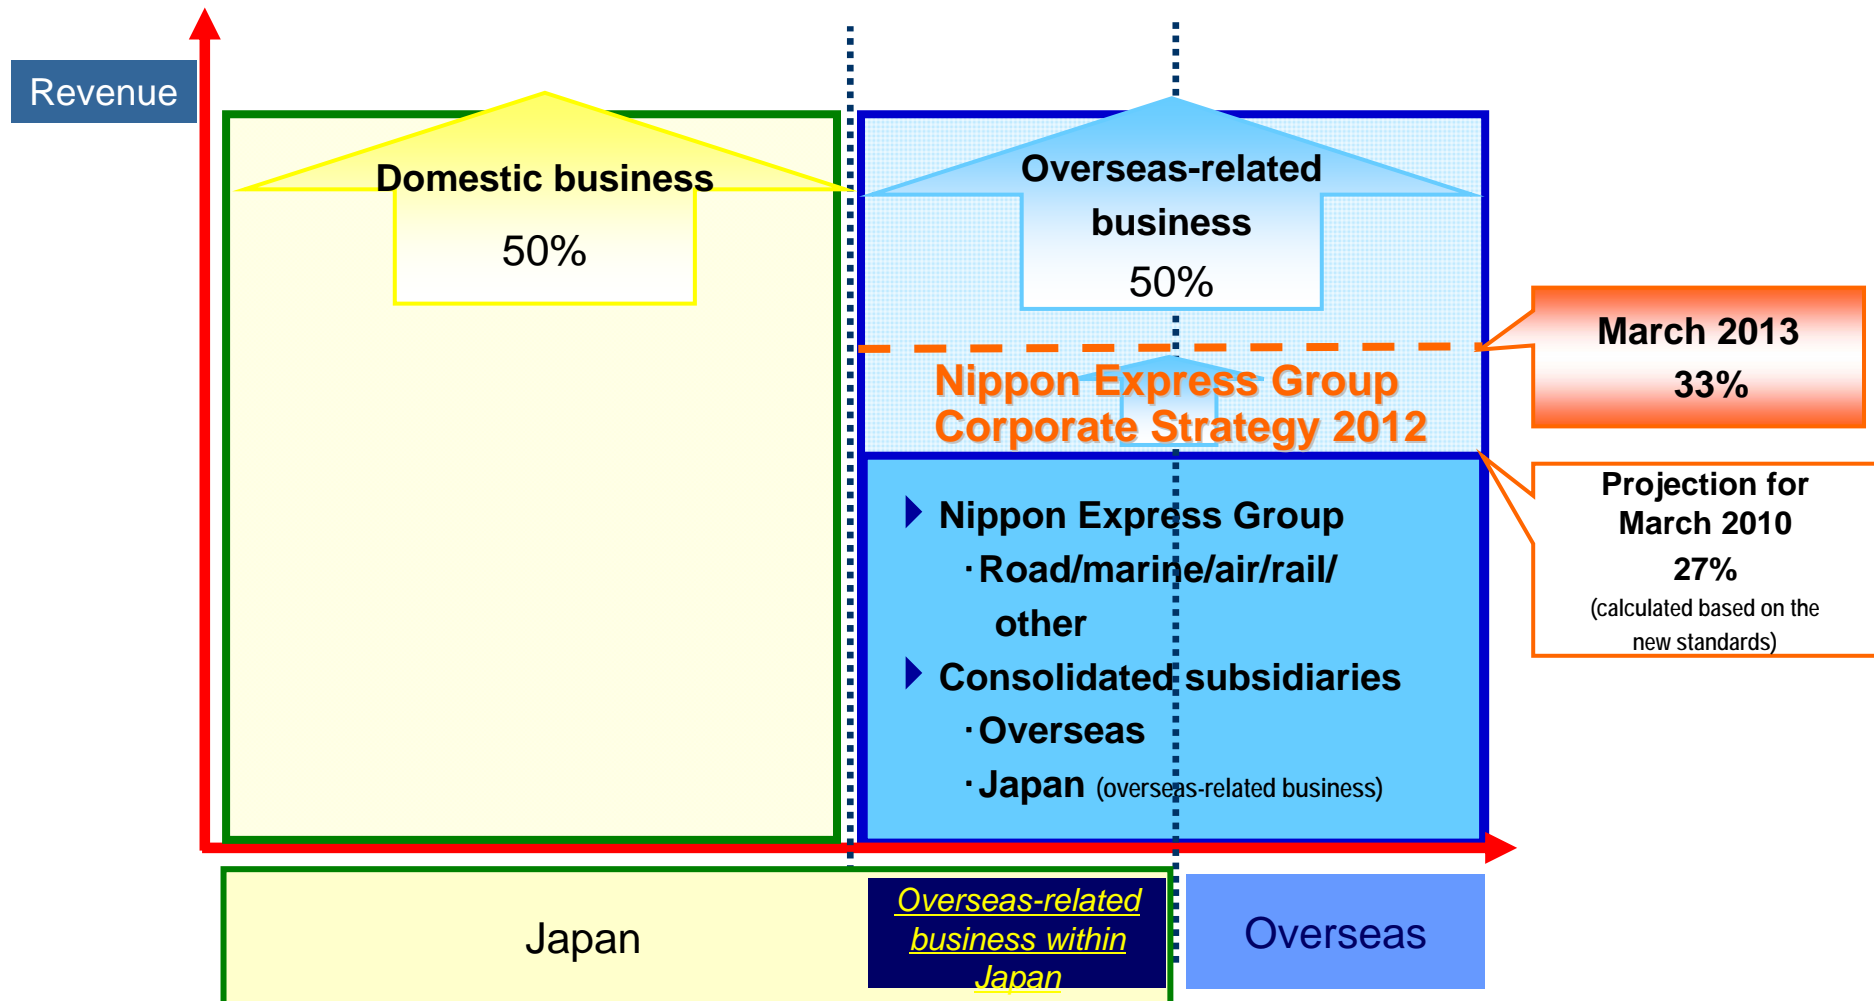 Revenue
Domestic business
50%
Overseas-related
business
50%
March 2013
33%
Nippon Express Group
Corporate Strategy 2012
Projection for
March 2010
27%
(calculated based on the
new standards)
Nippon Express Group
·Road/marine/air/rail/
other
Consolidated subsidiaries
·Overseas
·Japan (overseas-related business)
Japan
Overseas-related
business within
Japan
Overseas